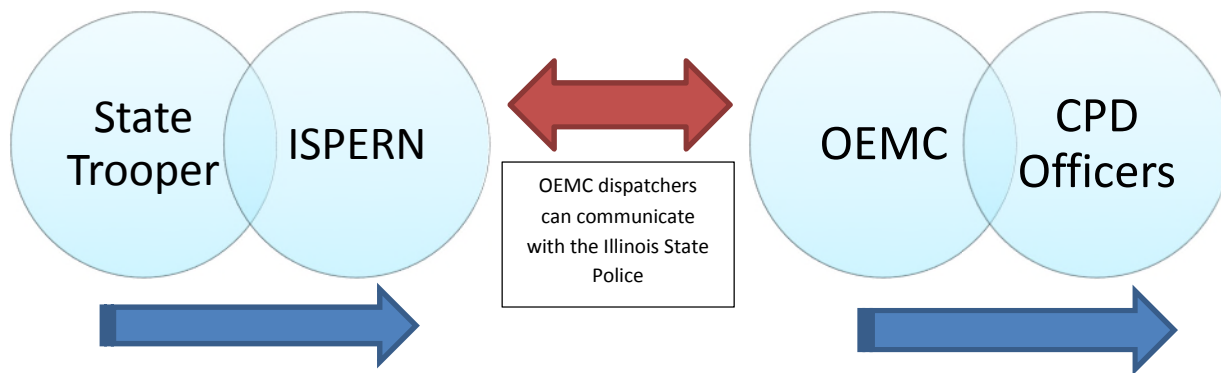 State
Trooper
ISPERN
OEMC dispatchers
can communicate
with the Illinois State
Police
OEMC
CPD
Officers